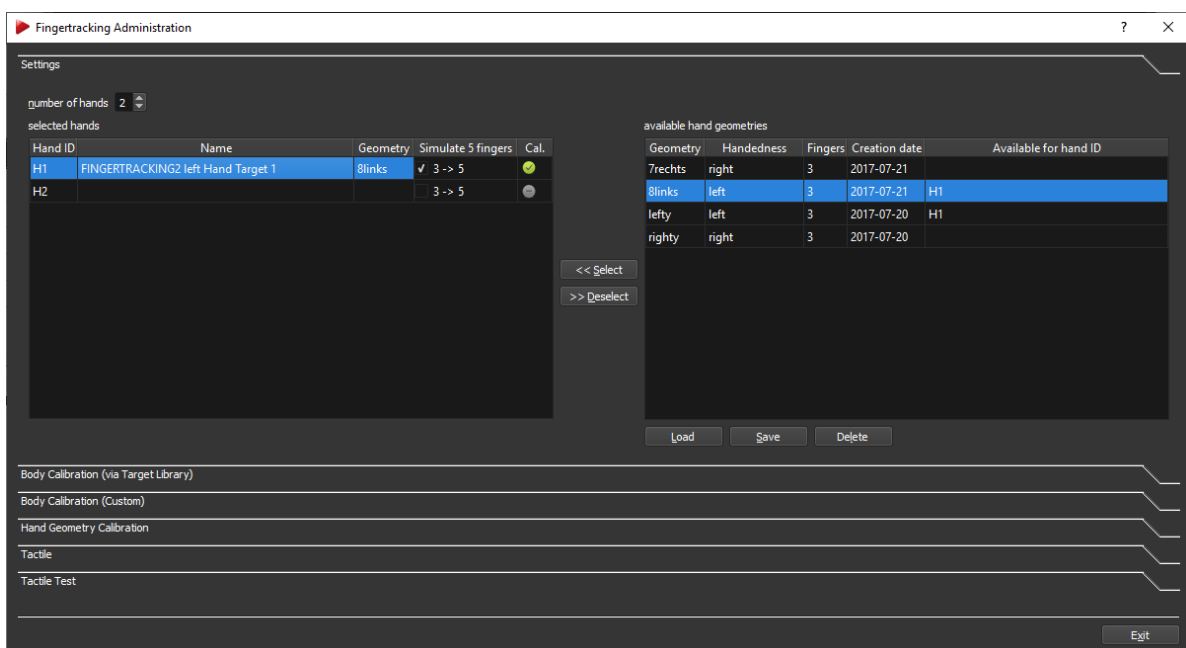 Fingertracking Administration ?
Settings
number of hands 2
selected hands
available hand geometries
Hand ID Name Geometry Simulate 5 fingers Cal.
H1 FINGERTRACKING2 left Hand Target 1 8links 3 -> 5
H2 3 -> 5
Geometry Handedness Fingers Creation date Available for hand ID
7rechts right 3 2017-07-21
8links left 3 2017-07-21 H1
lefty left 3 2017-07-20 H1
righty right 3 2017-07-20
<< Select
>> Deselect
Load Save Delete
Body Calibration (via Target Library)
Body Calibration (Custom)
Hand Geometry Calibration
Tactile
Tactile Test
Exit